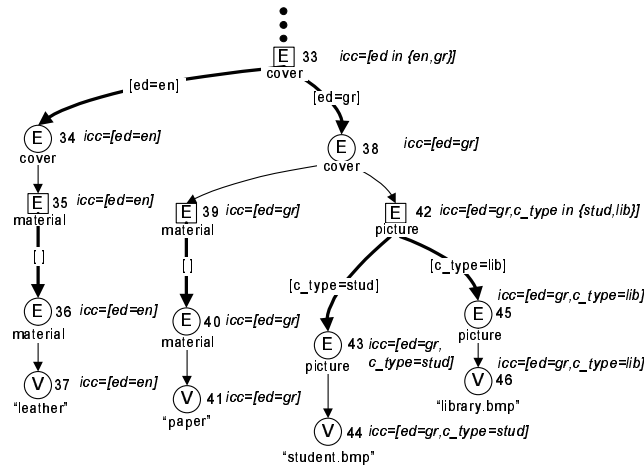 E 33 icc=[ed in {en,gr}]
cover
[ed=en]
[ed=gr]
E 34 icc=[ed=en]
cover
E 38 icc=[ed=gr]
cover
E 35 icc=[ed=en]
material
E 39 icc=[ed=gr]
material
E 42 icc=[ed=gr,c_type in {stud,lib}]
picture
[ ]
[ ]
[c_type=stud]
[c_type=lib]
E 36 icc=[ed=en]
material
E 40 icc=[ed=gr]
material
E 43 icc=[ed=gr,
c_type=stud]
picture
icc=[ed=gr,c_type=lib]
E 45
picture
V 37 icc=[ed=en]
"leather"
V 41 icc=[ed=gr]
"paper"
icc=[ed=gr,c_type=lib]
V 46
"library.bmp"
V 44 icc=[ed=gr,c_type=stud]
"student.bmp"